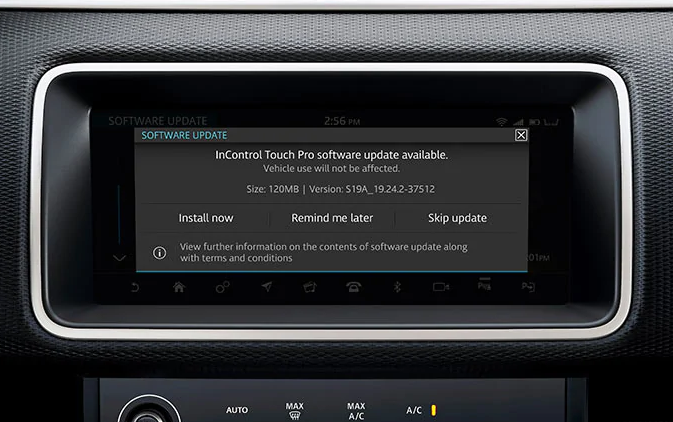 SOFTWARE UPDATE
2:56 PM
SOFTWARE UPDATE
InControl Touch Pro software update available.
Vehicle use will not be affected.
Size: 120MB | Version: S19A_19.24.2-37512
Install now
Remind me later
Skip update
View further information on the contents of software update along
with terms and conditions
:01PM
AUTO
MAX
MAX
A/C
A/C